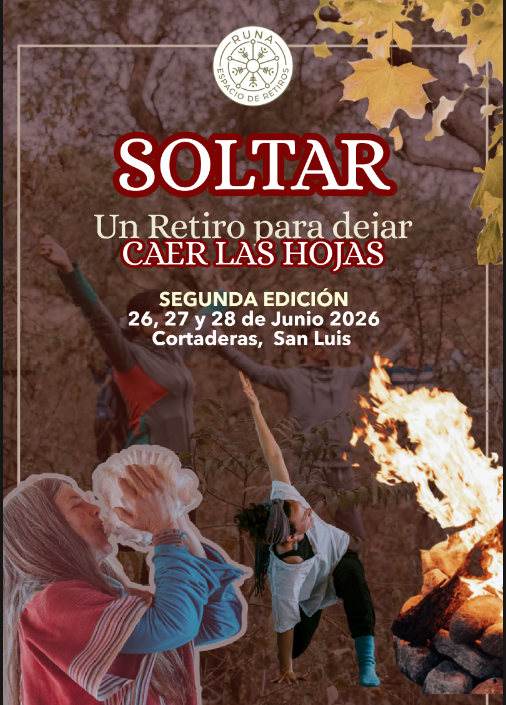 RUNA
ESPACIO DE RETIROS
SOLTAR
Un Retiro para dejar
CAER LAS HOJAS
SEGUNDA EDICIÓN
26, 27 y 28 de Junio 2026
Cortaderas, San Luis